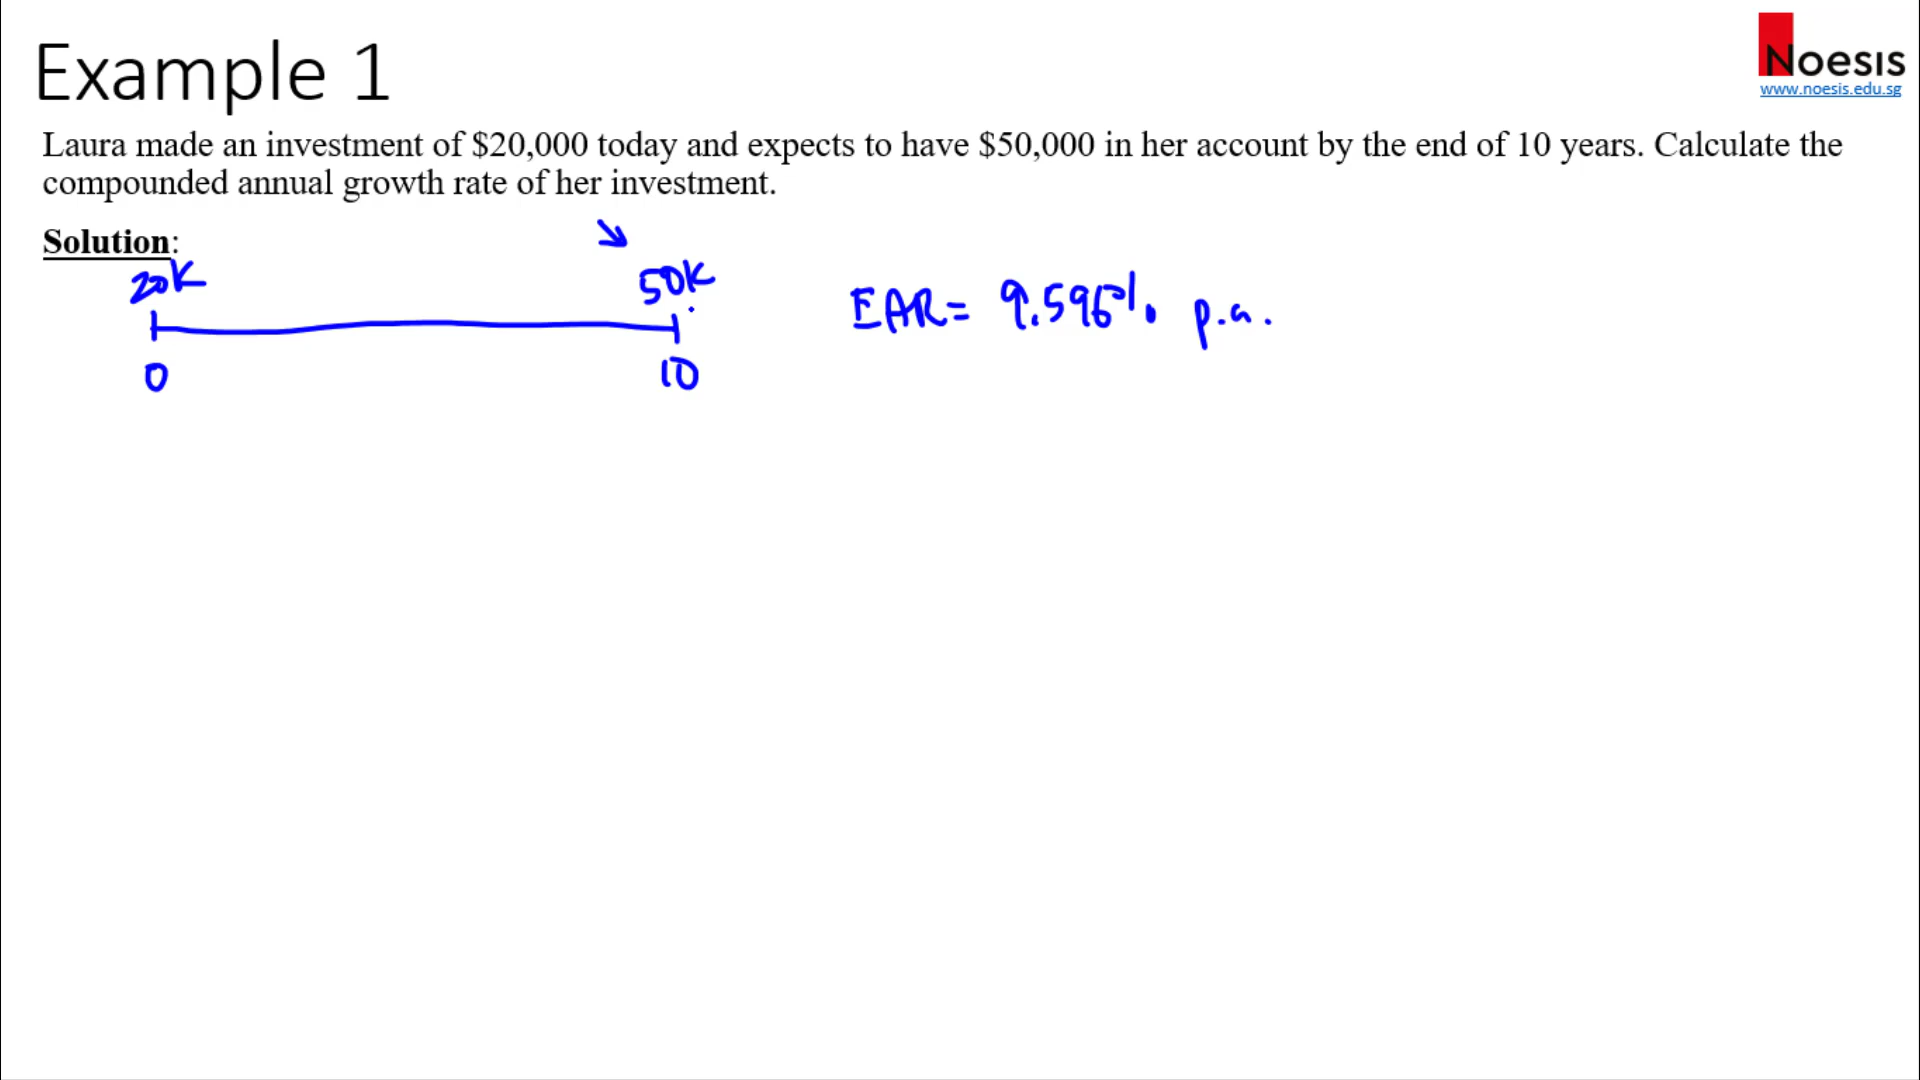 Example 1
Noesis
www.noesis.edu.sg
Laura made an investment of $20,000 today and expects to have $50,000 in her account by the end of 10 years. Calculate the
compounded annual growth rate of her investment.
Solution:
20K 50K
EAR= 9.596% p.a.
0 10